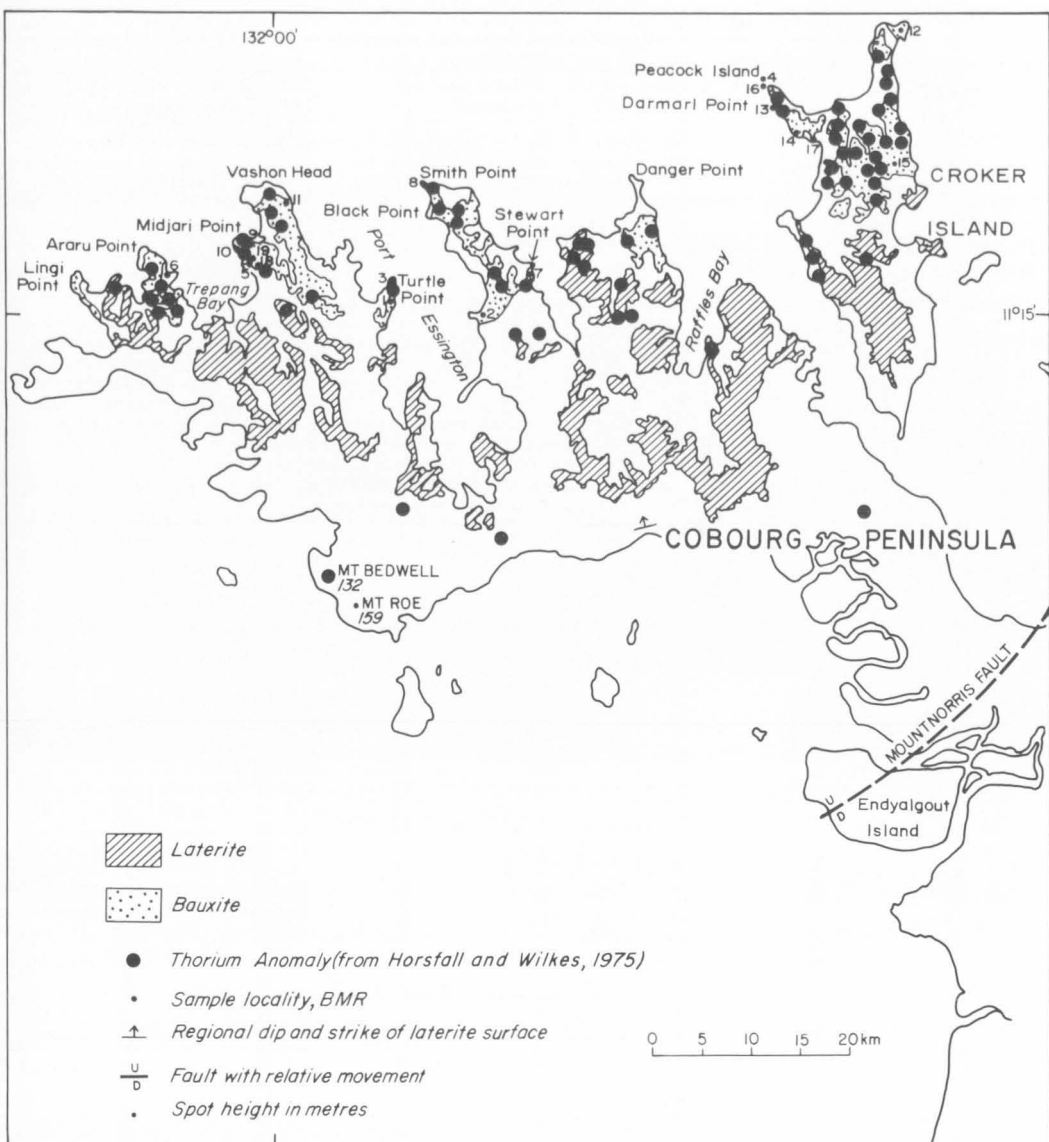 132°00'
12
Peacock Island
4
16
Darmarl Point
13
14
17
15
CROKER
ISLAND
Vashon Head
11
Smith Point
8
Danger Point
Black Point
Stewart
Point
Midjari Point
9
10
19
18
5
Araru Point
Lingi
Point
6
Trepang
Bay
Port
Essington
3
Turtle
Point
7
Raffles Bay
11°15'
COBOURG PENINSULA
MT BEDWELL
132
MT ROE
159
MOUNTNORRIS FAULT
U
D
Endyalgout
Island
Laterite
Bauxite
Thorium Anomaly (from Horsfall and Wilkes, 1975)
Sample locality, BMR
Regional dip and strike of laterite surface
U
D
Fault with relative movement
Spot height in metres
0 5 10 15 20 km